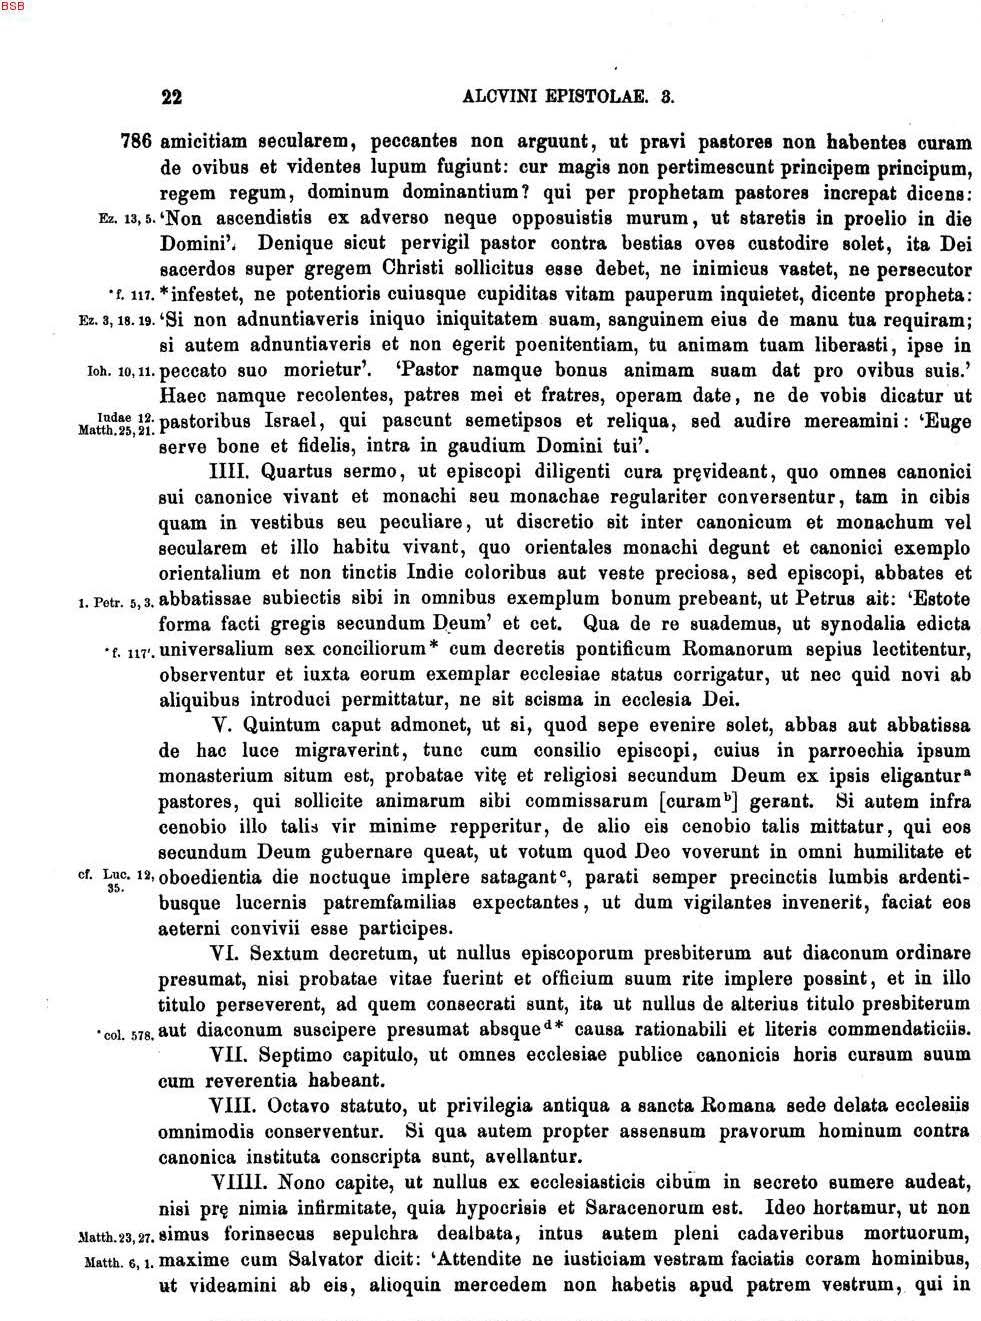 BSB
22 ALCVINI EPISTOLAE. 3.
786 amicitiam secularem, peccantes non arguunt, ut pravi pastores non habentes curam
de ovibus et videntes lupum fugiunt: cur magis non pertimescunt principem principum,
regem regum, dominum dominantium? qui per prophetam pastores increpat dicens:
Ez. 13, 5. ‘Non ascendistis ex adverso neque opposuistis murum, ut staretis in proelio in die
Domini’. Denique sicut pervigil pastor contra bestias oves custodire solet, ita Dei
sacerdos super gregem Christi sollicitus esse debet, ne inimicus vastet, ne persecutor
*f. 117. *infestet, ne potentioris cuiusque cupiditas vitam pauperum inquietet, dicente propheta:
Ez. 3, 18. 19. ‘Si non adnuntiaveris iniquo iniquitatem suam, sanguinem eius de manu tua requiram;
si autem adnuntiaveris et non egerit poenitentiam, tu animam tuam liberasti, ipse in
Ioh. 10, 11. peccato suo morietur’. ‘Pastor namque bonus animam suam dat pro ovibus suis.’
Haec namque recolentes, patres mei et fratres, operam date, ne de vobis dicatur ut
Iudae 12. Matth. 25, 21. pastoribus Israel, qui pascunt semetipsos et reliqua, sed audire mereamini: ‘Euge
serve bone et fidelis, intra in gaudium Domini tui’.
IIII. Quartus sermo, ut episcopi diligenti cura pręvideant, quo omnes canonici
sui canonice vivant et monachi seu monachae regulariter conversentur, tam in cibis
quam in vestibus seu peculiare, ut discretio sit inter canonicum et monachum vel
secularem et illo habitu vivant, quo orientales monachi degunt et canonici exemplo
orientalium et non tinctis Indie coloribus aut veste preciosa, sed episcopi, abbates et
1. Petr. 5, 3. abbatissae subiectis sibi in omnibus exemplum bonum prebeant, ut Petrus ait: ‘Estote
forma facti gregis secundum Deum’ et cet. Qua de re suademus, ut synodalia edicta
*f. 117'. universalium sex conciliorum* cum decretis pontificum Romanorum sepius lectitentur,
observentur et iuxta eorum exemplar ecclesiae status corrigatur, ut nec quid novi ab
aliquibus introduci permittatur, ne sit scisma in ecclesia Dei.
V. Quintum caput admonet, ut si, quod sepe evenire solet, abbas aut abbatissa
de hac luce migraverint, tunc cum consilio episcopi, cuius in parroechia ipsum
monasterium situm est, probatae vitę et religiosi secundum Deum ex ipsis eliganturᵃ
pastores, qui sollicite animarum sibi commissarum [curamᵇ] gerant. Si autem infra
cenobio illo talis vir minime repperitur, de alio eis cenobio talis mittatur, qui eos
secundum Deum gubernare queat, ut votum quod Deo voverunt in omni humilitate et
cf. Luc. 12, 35. oboedientia die noctuque implere satagantᶜ, parati semper precinctis lumbis ardenti-
busque lucernis patremfamilias expectantes, ut dum vigilantes invenerit, faciat eos
aeterni convivii esse participes.
VI. Sextum decretum, ut nullus episcoporum presbiterum aut diaconum ordinare
presumat, nisi probatae vitae fuerint et officium suum rite implere possint, et in illo
titulo perseverent, ad quem consecrati sunt, ita ut nullus de alterius titulo presbiterum
*col. 578. aut diaconum suscipere presumat absqueᵈ* causa rationabili et literis commendaticiis.
VII. Septimo capitulo, ut omnes ecclesiae publice canonicis horis cursum suum
cum reverentia habeant.
VIII. Octavo statuto, ut privilegia antiqua a sancta Romana sede delata ecclesiis
omnimodis conserventur. Si qua autem propter assensum pravorum hominum contra
canonica instituta conscripta sunt, avellantur.
VIIII. Nono capite, ut nullus ex ecclesiasticis cibum in secreto sumere audeat,
nisi prę nimia infirmitate, quia hypocrisis et Saracenorum est. Ideo hortamur, ut non
Matth. 23, 27. simus forinsecus sepulchra dealbata, intus autem pleni cadaveribus mortuorum,
Matth. 6, 1. maxime cum Salvator dicit: ‘Attendite ne iusticiam vestram faciatis coram hominibus,
ut videamini ab eis, alioquin mercedem non habetis apud patrem vestrum, qui in